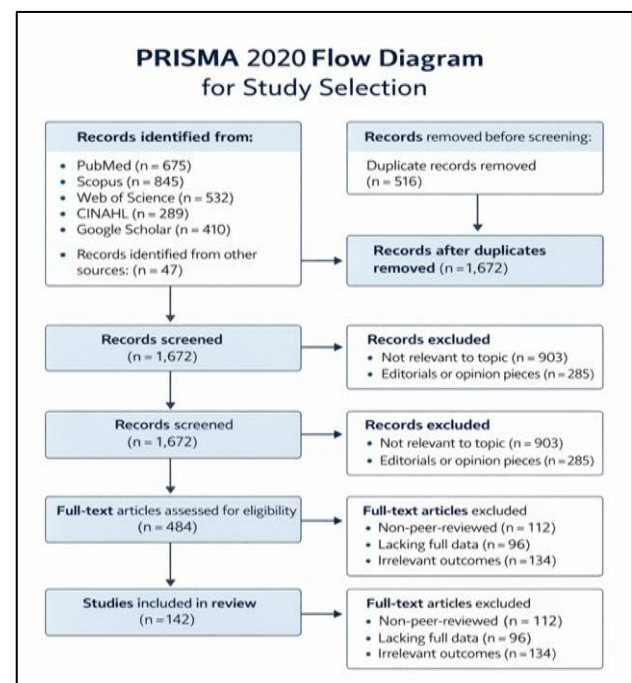 PRISMA 2020 Flow Diagram
for Study Selection
Records identified from:
• PubMed (n = 675)
• Scopus (n = 845)
• Web of Science (n = 532)
• CINAHL (n = 289)
• Google Scholar (n = 410)
• Records identified from other
sources: (n = 47)
Records removed before screening:
Duplicate records removed
(n = 516)
Records after duplicates
removed (n = 1,672)
Records screened
(n = 1,672)
Records excluded
• Not relevant to topic (n = 903)
• Editorials or opinion pieces (n = 285)
Records screened
(n = 1,672)
Records excluded
• Not relevant to topic (n = 903)
• Editorials or opinion pieces (n = 285)
Full-text articles assessed for eligibility
(n = 484)
Full-text articles excluded
• Non-peer-reviewed (n = 112)
• Lacking full data (n = 96)
• Irrelevant outcomes (n = 134)
Studies included in review
(n = 142)
Full-text articles excluded
• Non-peer-reviewed (n = 112)
• Lacking full data (n = 96)
• Irrelevant outcomes (n = 134)